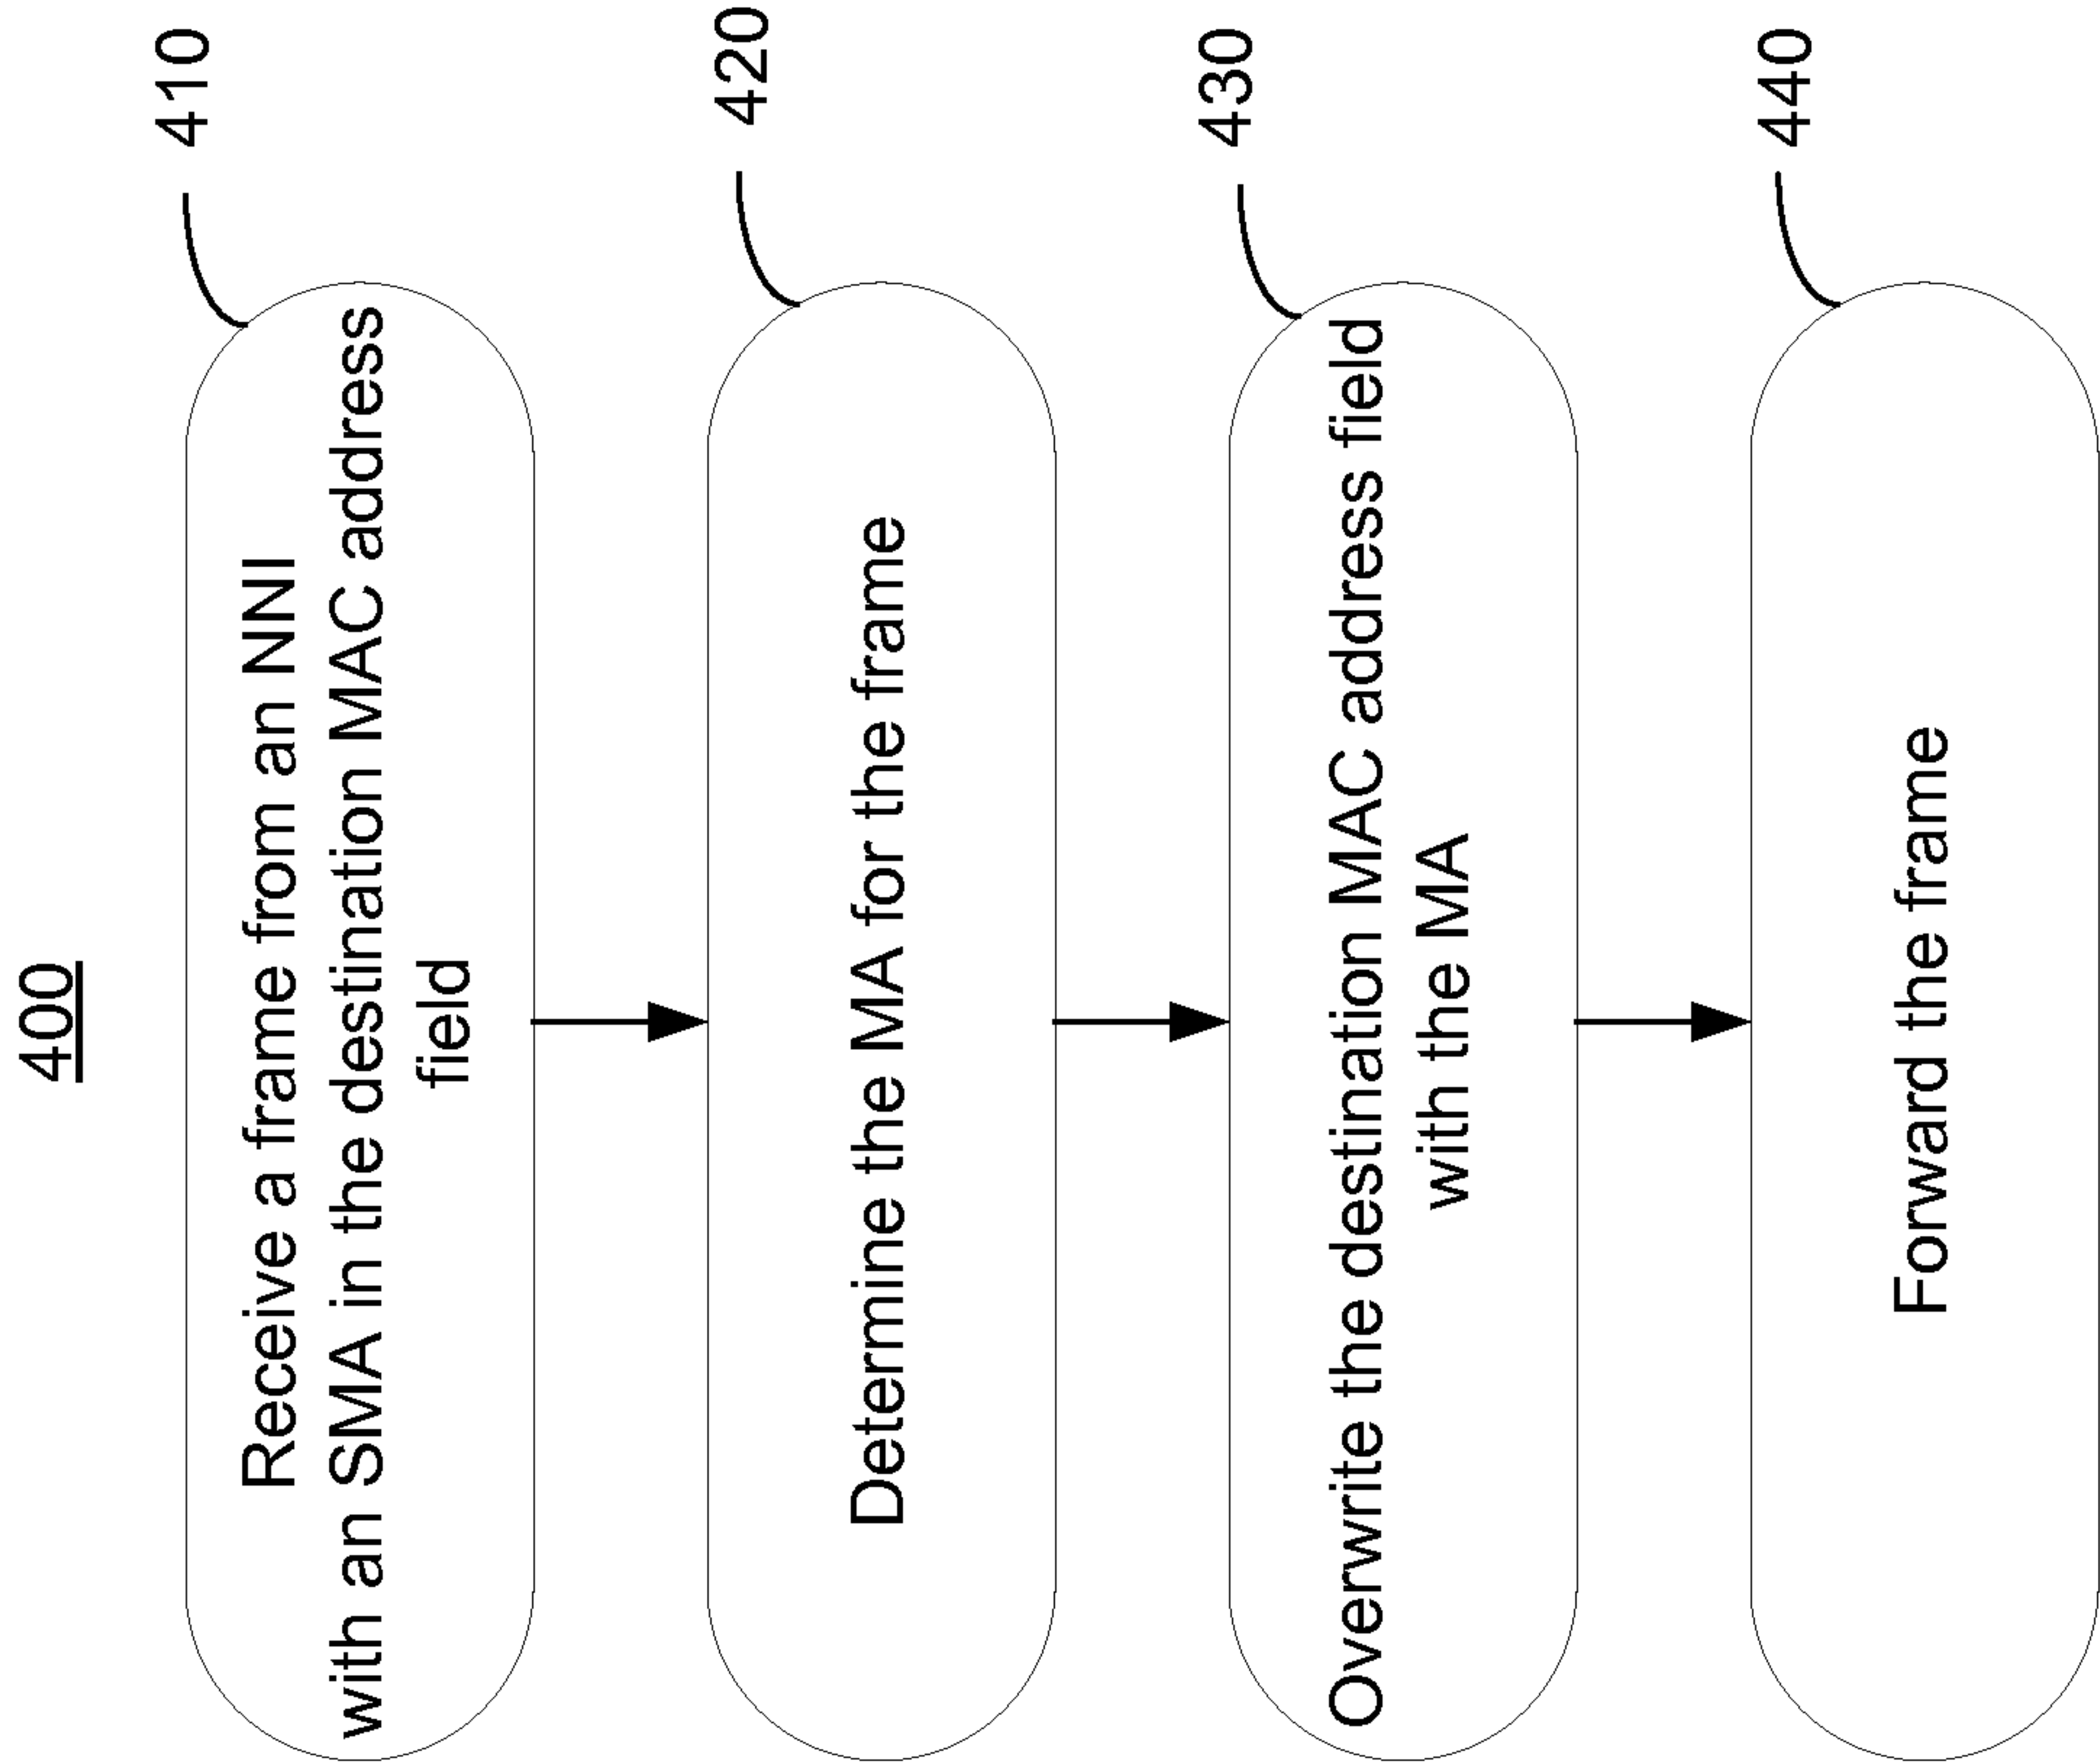 400
Receive a frame from an NNI
with an SMA in the destination MAC address
field
410
Determine the MA for the frame
420
Overwrite the destination MAC address field
with the MA
430
Forward the frame
440